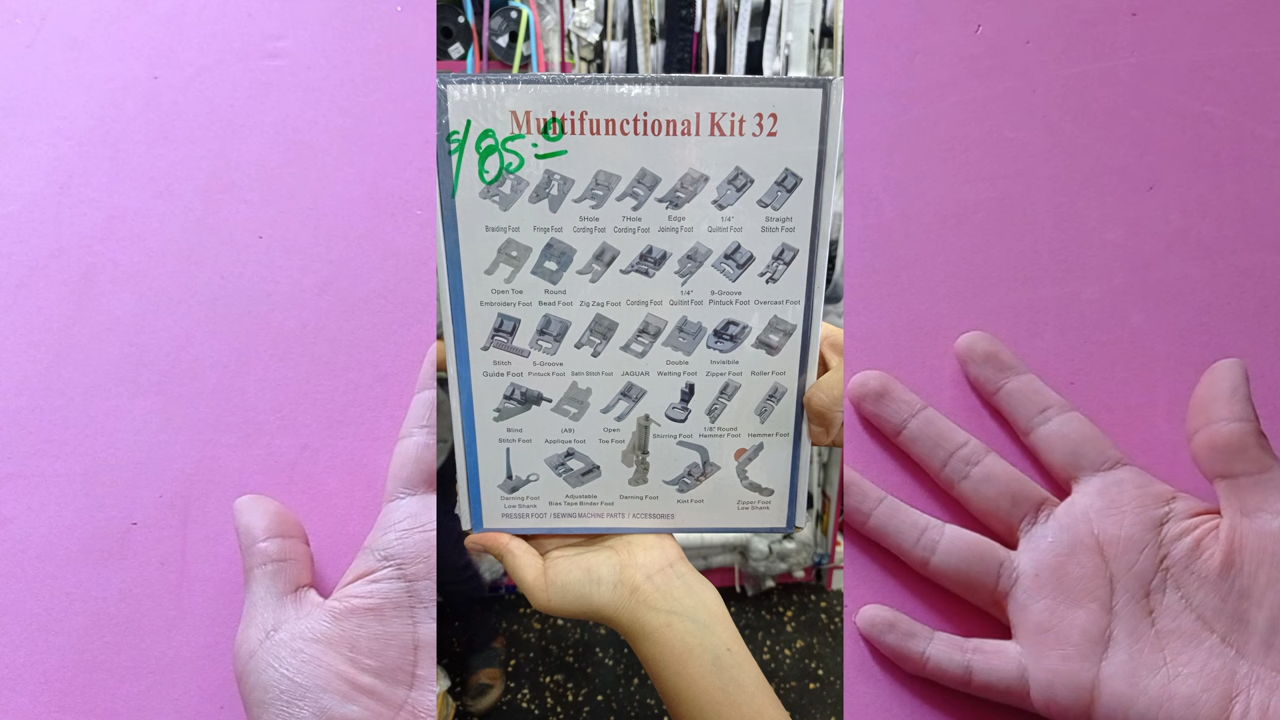 Multifunctional Kit 32
$185.0
5Hole 7Hole Edge 1/4" Straight
Braiding Foot Fringe Foot Cording Foot Cording Foot Joining Foot Quiltint Foot Stitch Foot
Open Toe Round 1/4" 9-Groove
Embroidery Foot Bead Foot Zig Zag Foot Cording Foot Quiltint Foot Pintuck Foot Overcast Foot
Stitch 5-Groove Double Invisibile
Guide Foot Pintuck Foot Satin Stitch Foot JAGUAR Welting Foot Zipper Foot Roller Foot
Blind (A9) Open 1/8" Round
Stitch Foot Applique foot Toe Foot Shirring Foot Hemmer Foot Hemmer Foot
Darning Foot Adjustable Darning Foot Kint Foot Zipper Foot
Low Shank Bias Tape Binder Foot Low Shank
PRESSER FOOT / SEWING MACHINE PARTS / ACCESSORIES